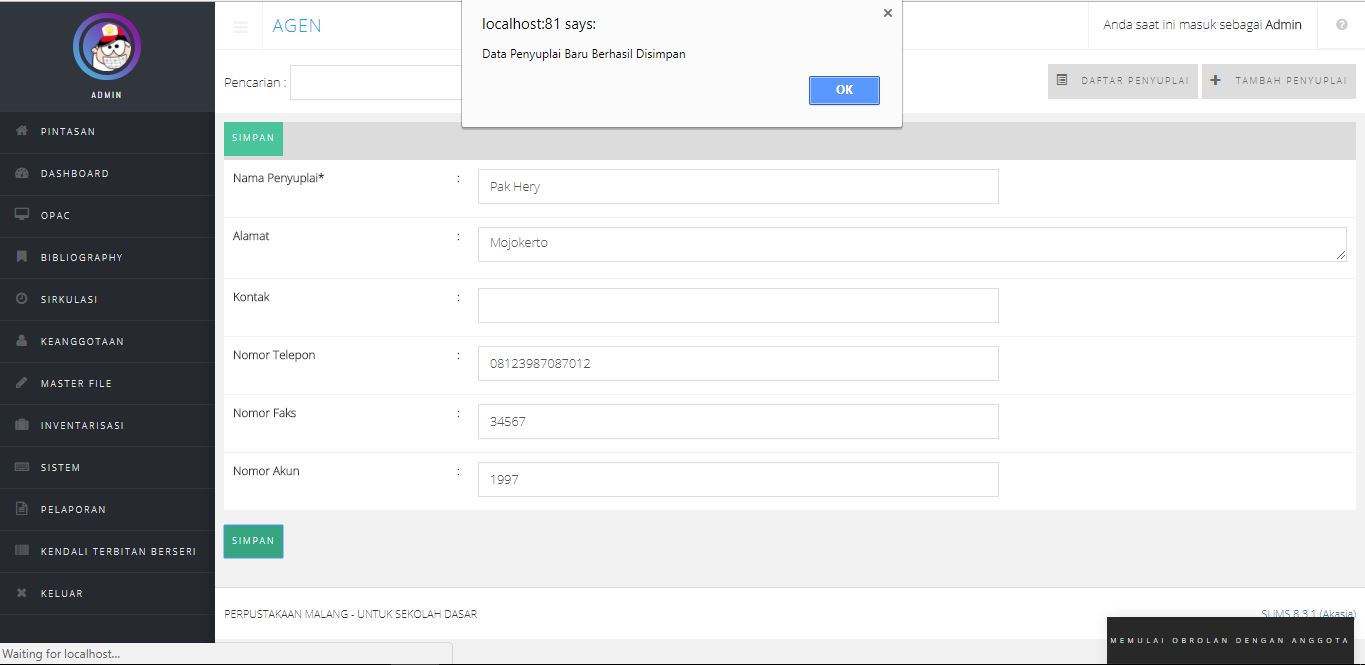 localhost:81 says:
Data Penyuplai Baru Berhasil Disimpan
OK
ADMIN
PINTASAN
DASHBOARD
OPAC
BIBLIOGRAPHY
SIRKULASI
KEANGGOTAAN
MASTER FILE
INVENTARISASI
SISTEM
PELAPORAN
KENDALI TERBITAN BERSERI
KELUAR
AGEN
Anda saat ini masuk sebagai Admin
Pencarian :
DAFTAR PENYUPLAI
TAMBAH PENYUPLAI
SIMPAN
Nama Penyuplai* : Pak Hery
Alamat : Mojokerto
Kontak :
Nomor Telepon : 08123987087012
Nomor Faks : 34567
Nomor Akun : 1997
SIMPAN
PERPUSTAKAAN MALANG - UNTUK SEKOLAH DASAR
SLIMS 8.3.1 (Akasia)
MEMULAI OBROLAN DENGAN ANGGOTA
Waiting for localhost...